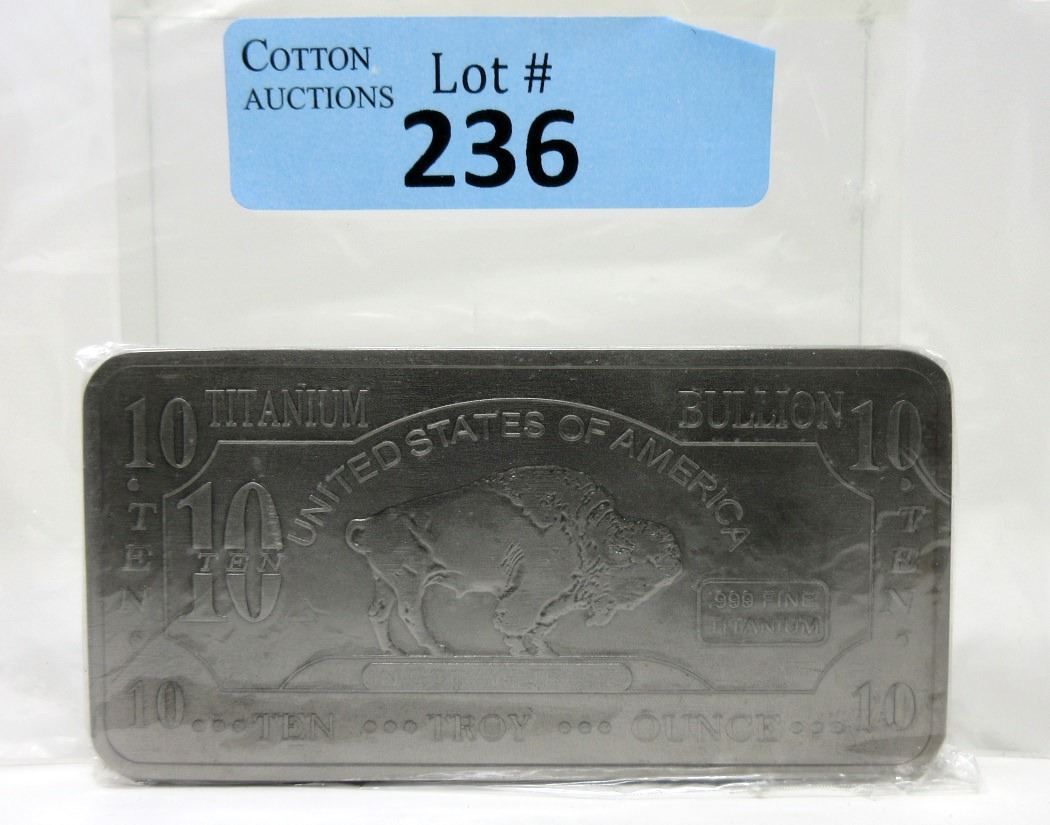 COTTON
AUCTIONS
Lot #
236
10 TITANIUM BULLION 10
UNITED STATES OF AMERICA
TEN
10
TEN
TEN
.999 FINE
TITANIUM
10 ... TEN ... TROY ... OUNCE ... 10